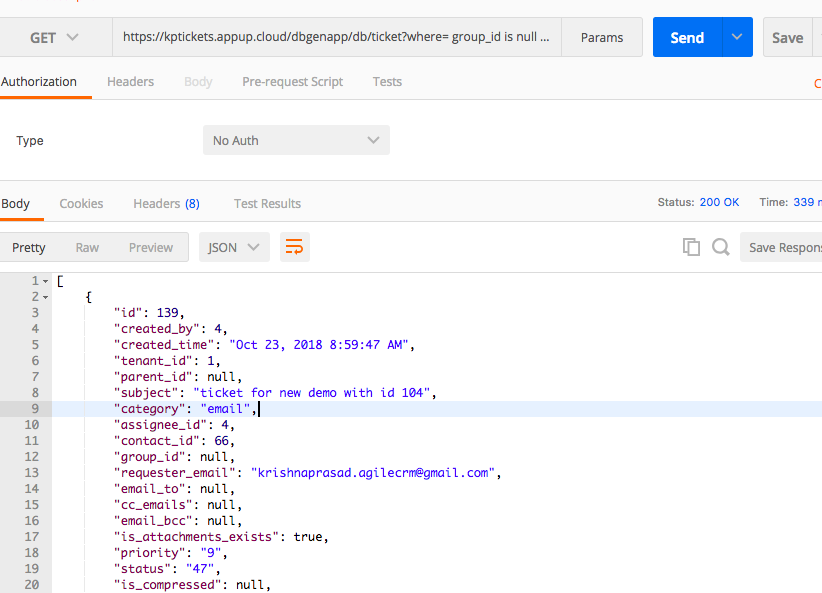 GET https://kptickets.appup.cloud/dbgenapp/db/ticket?where= group_id is null ... Params Send Save
Authorization Headers Body Pre-request Script Tests
Type No Auth
Body Cookies Headers (8) Test Results Status: 200 OK Time: 339
Pretty Raw Preview JSON Save Respon
1 [
2 {
3 "id": 139,
4 "created_by": 4,
5 "created_time": "Oct 23, 2018 8:59:47 AM",
6 "tenant_id": 1,
7 "parent_id": null,
8 "subject": "ticket for new demo with id 104",
9 "category": "email",
10 "assignee_id": 4,
11 "contact_id": 66,
12 "group_id": null,
13 "requester_email": "krishnaprasad.agilecrm@gmail.com",
14 "email_to": null,
15 "cc_emails": null,
16 "email_bcc": null,
17 "is_attachments_exists": true,
18 "priority": "9",
19 "status": "47",
20 "is_compressed": null,